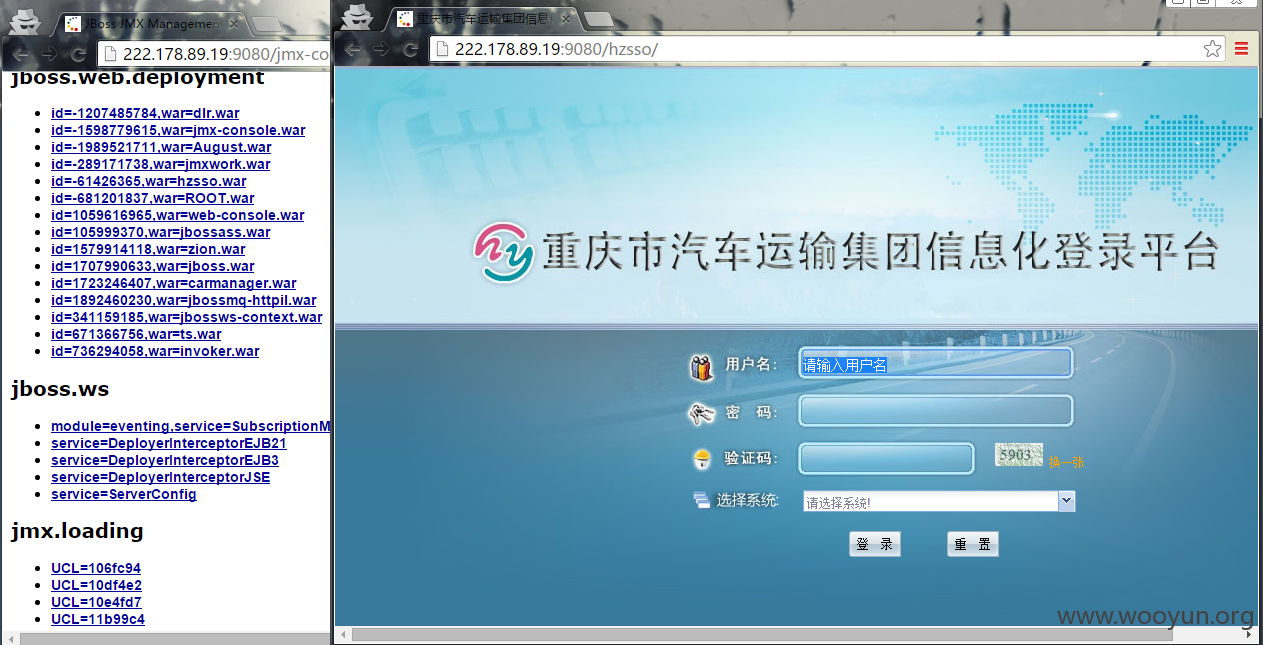 JBoss JMX Management
222.178.89.19:9080/jmx-co
jboss.web.deployment
id=-1207485784,war=dlr.war
id=-1598779615,war=jmx-console.war
id=-1989521711,war=August.war
id=-289171738,war=jmxwork.war
id=-61426365,war=hzsso.war
id=-681201837,war=ROOT.war
id=1059616965,war=web-console.war
id=105999370,war=jbossass.war
id=1579914118,war=zion.war
id=1707990633,war=jboss.war
id=1723246407,war=carmanager.war
id=1892460230,war=jbossmq-httpil.war
id=341159185,war=jbossws-context.war
id=671366756,war=ts.war
id=736294058,war=invoker.war
jboss.ws
module=eventing,service=SubscriptionM
service=DeployerInterceptorEJB21
service=DeployerInterceptorEJB3
service=DeployerInterceptorJSE
service=ServerConfig
jmx.loading
UCL=106fc94
UCL=10df4e2
UCL=10e4fd7
UCL=11b99c4
重庆市汽车运输集团信息
222.178.89.19:9080/hzsso/
hy 重庆市汽车运输集团信息化登录平台
用户名: 请输入用户名
密 码:
验证码: 5903 换一张
选择系统: 请选择系统!
登 录 重 置
www.wooyun.org